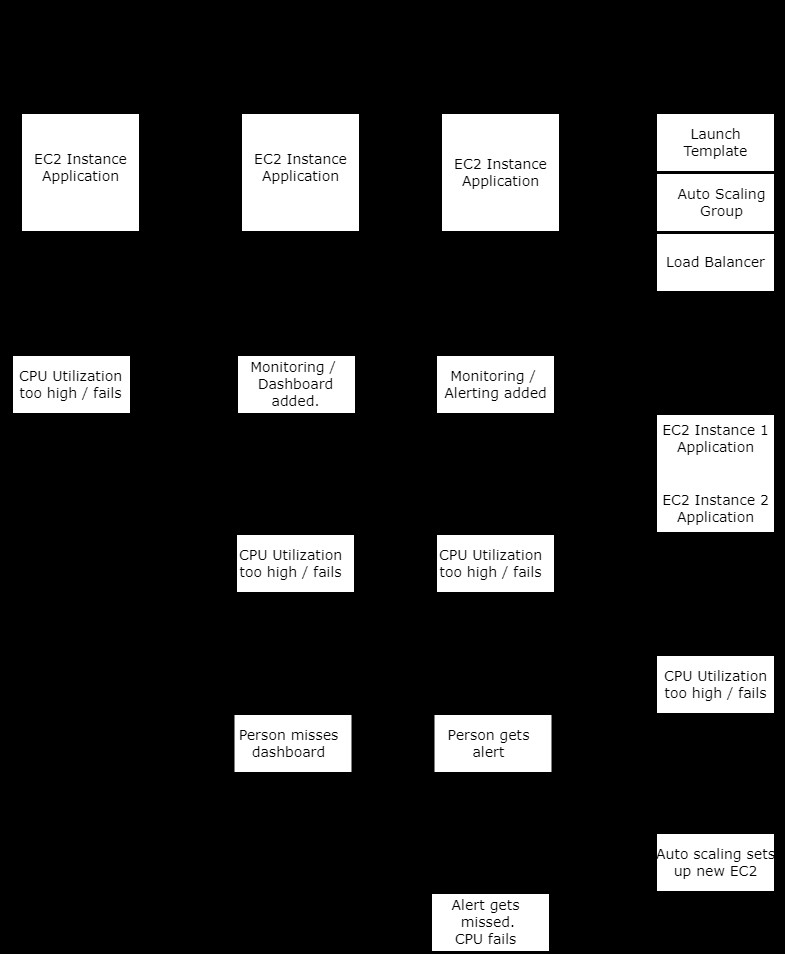 EC2 Instance
Application
EC2 Instance
Application
EC2 Instance
Application
Launch
Template
Auto Scaling
Group
Load Balancer
CPU Utilization
too high / fails
Monitoring /
Dashboard
added.
Monitoring /
Alerting added
EC2 Instance 1
Application
EC2 Instance 2
Application
CPU Utilization
too high / fails
CPU Utilization
too high / fails
CPU Utilization
too high / fails
Person misses
dashboard
Person gets
alert
Auto scaling sets
up new EC2
Alert gets
missed.
CPU fails